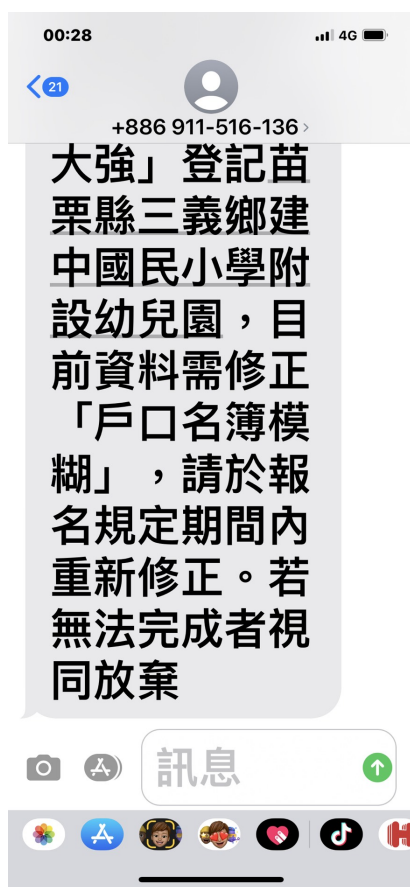 00:28
4G
21
+886 911-516-136
大強」登記苗
栗縣三義鄉建
中國民小學附
設幼兒園，目
前資料需修正
「戶口名簿模
糊」，請於報
名規定期間內
重新修正。若
無法完成者視
同放棄
訊息